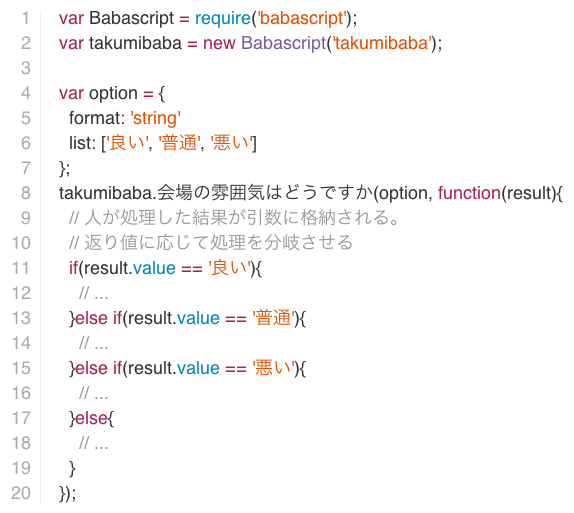 1 var Babascript = require('babascript');
2 var takumibaba = new Babascript('takumibaba');
3
4 var option = {
5 format: 'string'
6 list: ['良い', '普通', '悪い']
7 };
8 takumibaba.会場の雰囲気はどうですか(option, function(result){
9 // 人が処理した結果が引数に格納される。
10 // 返り値に応じて処理を分岐させる
11 if(result.value == '良い'){
12 // ...
13 }else if(result.value == '普通'){
14 // ...
15 }else if(result.value == '悪い'){
16 // ...
17 }else{
18 // ...
19 }
20 });